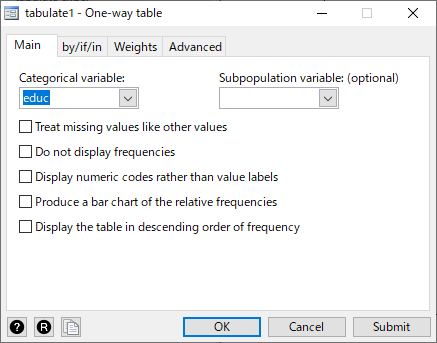 tabulate1 - One-way table
Main by/if/in Weights Advanced
Categorical variable: Subpopulation variable: (optional)
educ
Treat missing values like other values
Do not display frequencies
Display numeric codes rather than value labels
Produce a bar chart of the relative frequencies
Display the table in descending order of frequency
? R OK Cancel Submit